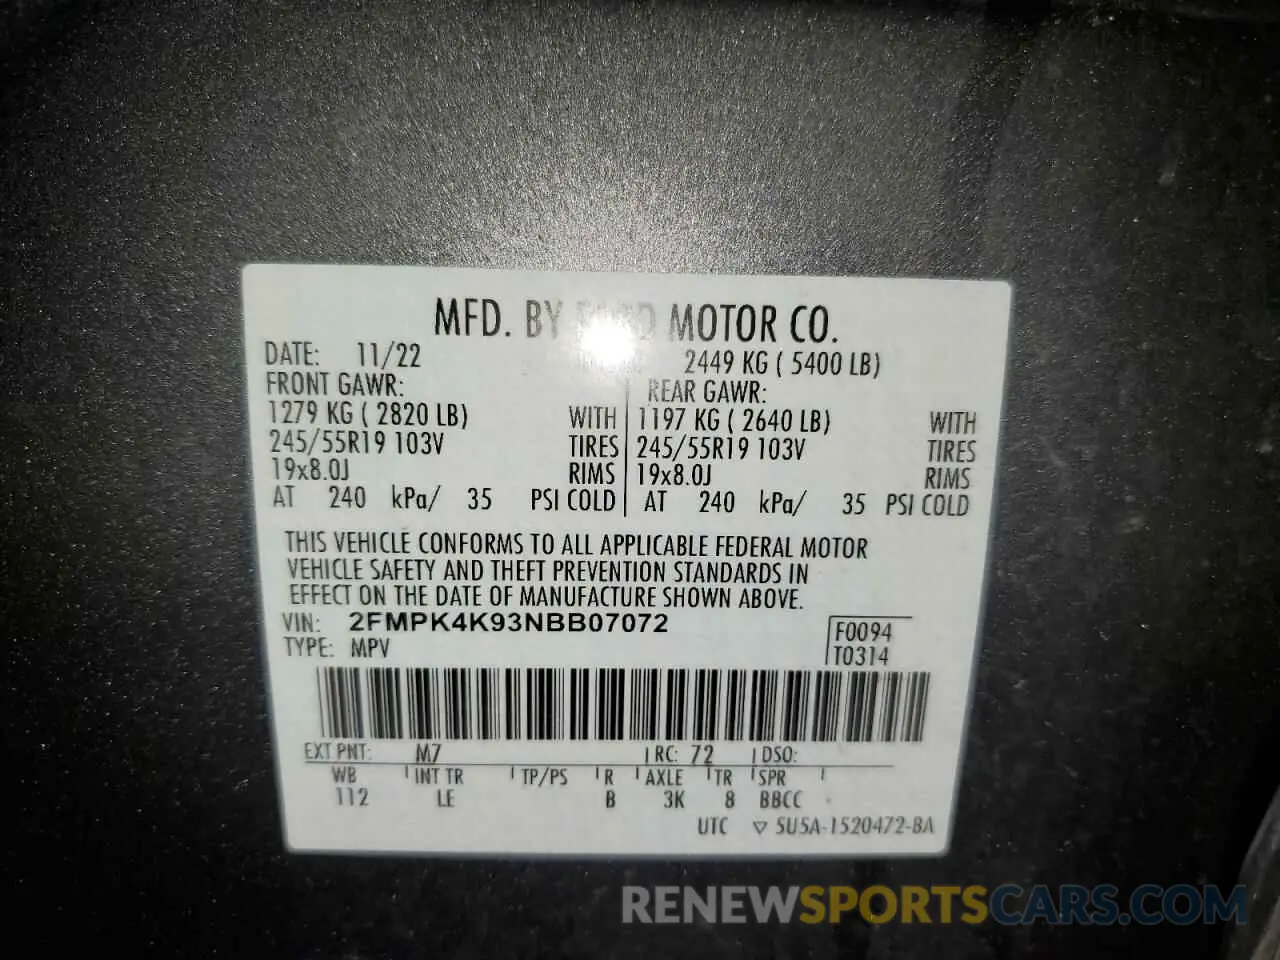 MFD. BY FORD MOTOR CO.
DATE: 11/22 2449 KG ( 5400 LB)
FRONT GAWR: REAR GAWR:
1279 KG ( 2820 LB) WITH 1197 KG ( 2640 LB) WITH
245/55R19 103V TIRES 245/55R19 103V TIRES
19x8.0J RIMS 19x8.0J RIMS
AT 240 kPa/ 35 PSI COLD AT 240 kPa/ 35 PSI COLD
THIS VEHICLE CONFORMS TO ALL APPLICABLE FEDERAL MOTOR
VEHICLE SAFETY AND THEFT PREVENTION STANDARDS IN
EFFECT ON THE DATE OF MANUFACTURE SHOWN ABOVE.
VIN: 2FMPK4K93NBB07072
TYPE: MPV
F0094
T0314
EXT PNT: M7 RC: 72 DSO:
WB INT TR TP/PS R AXLE TR SPR
112 LE B 3K 8 BBCC
UTC ▽ 5U5A-1520472-BA
RENEWSPORTSCARS.COM